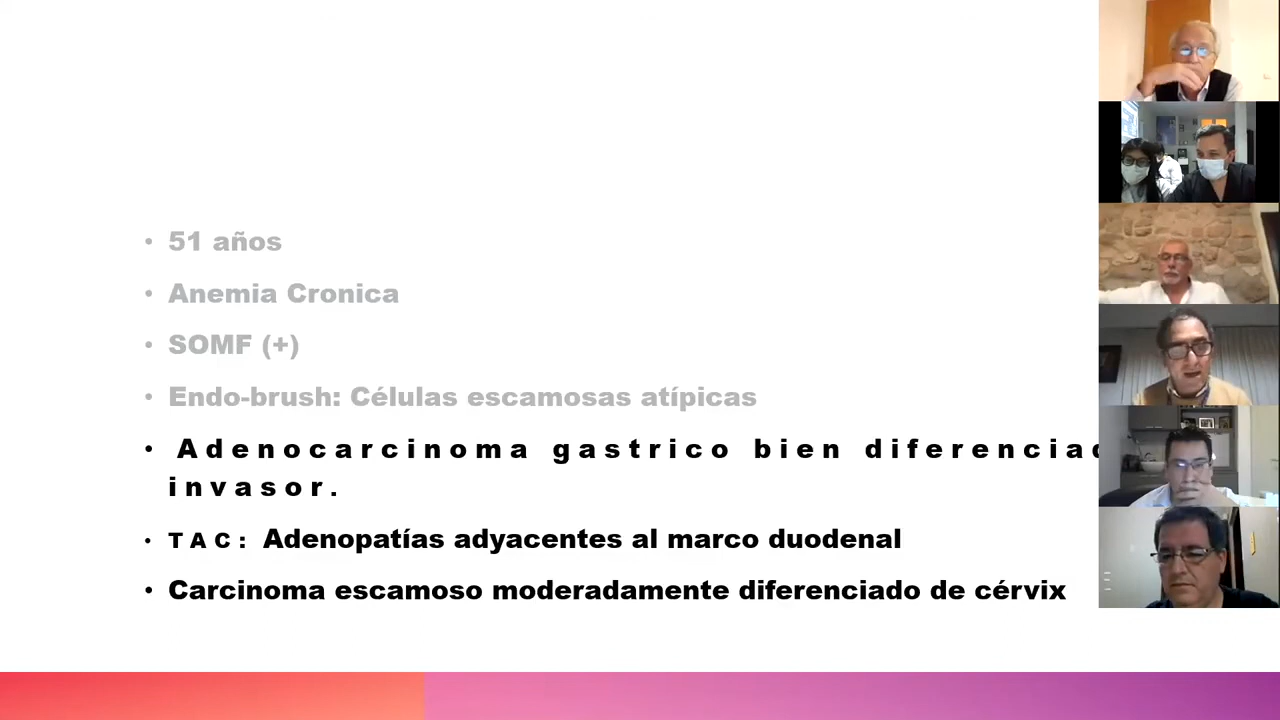 • 51 años
• Anemia Cronica
• SOMF (+)
• Endo-brush: Células escamosas atípicas
• Adenocarcinoma gastrico bien
invasor.
• TAC: Adenopatías adyacentes al marco duodenal
• Carcinoma escamoso moderadamente diferenciado de cérvix